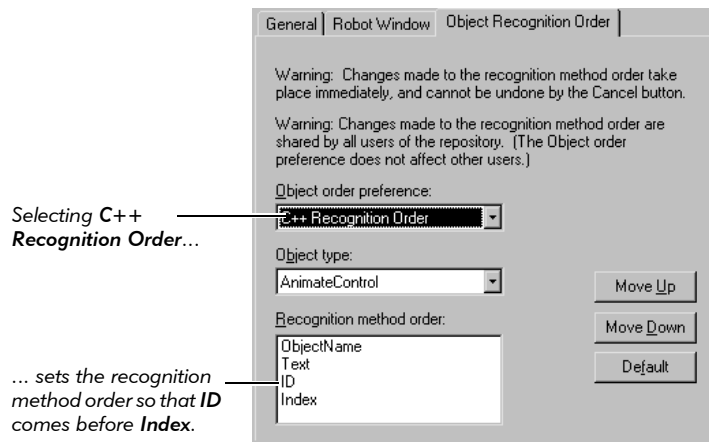 General Robot Window Object Recognition Order
Warning: Changes made to the recognition method order take
place immediately, and cannot be undone by the Cancel button.
Warning: Changes made to the recognition method order are
shared by all users of the repository. (The Object order
preference does not affect other users.)
Object order preference:
Selecting C++
Recognition Order...
C++ Recognition Order
Object type:
AnimateControl
Move Up
Recognition method order:
Move Down
ObjectName
Text
ID
Index
Default
... sets the recognition
method order so that ID
comes before Index.